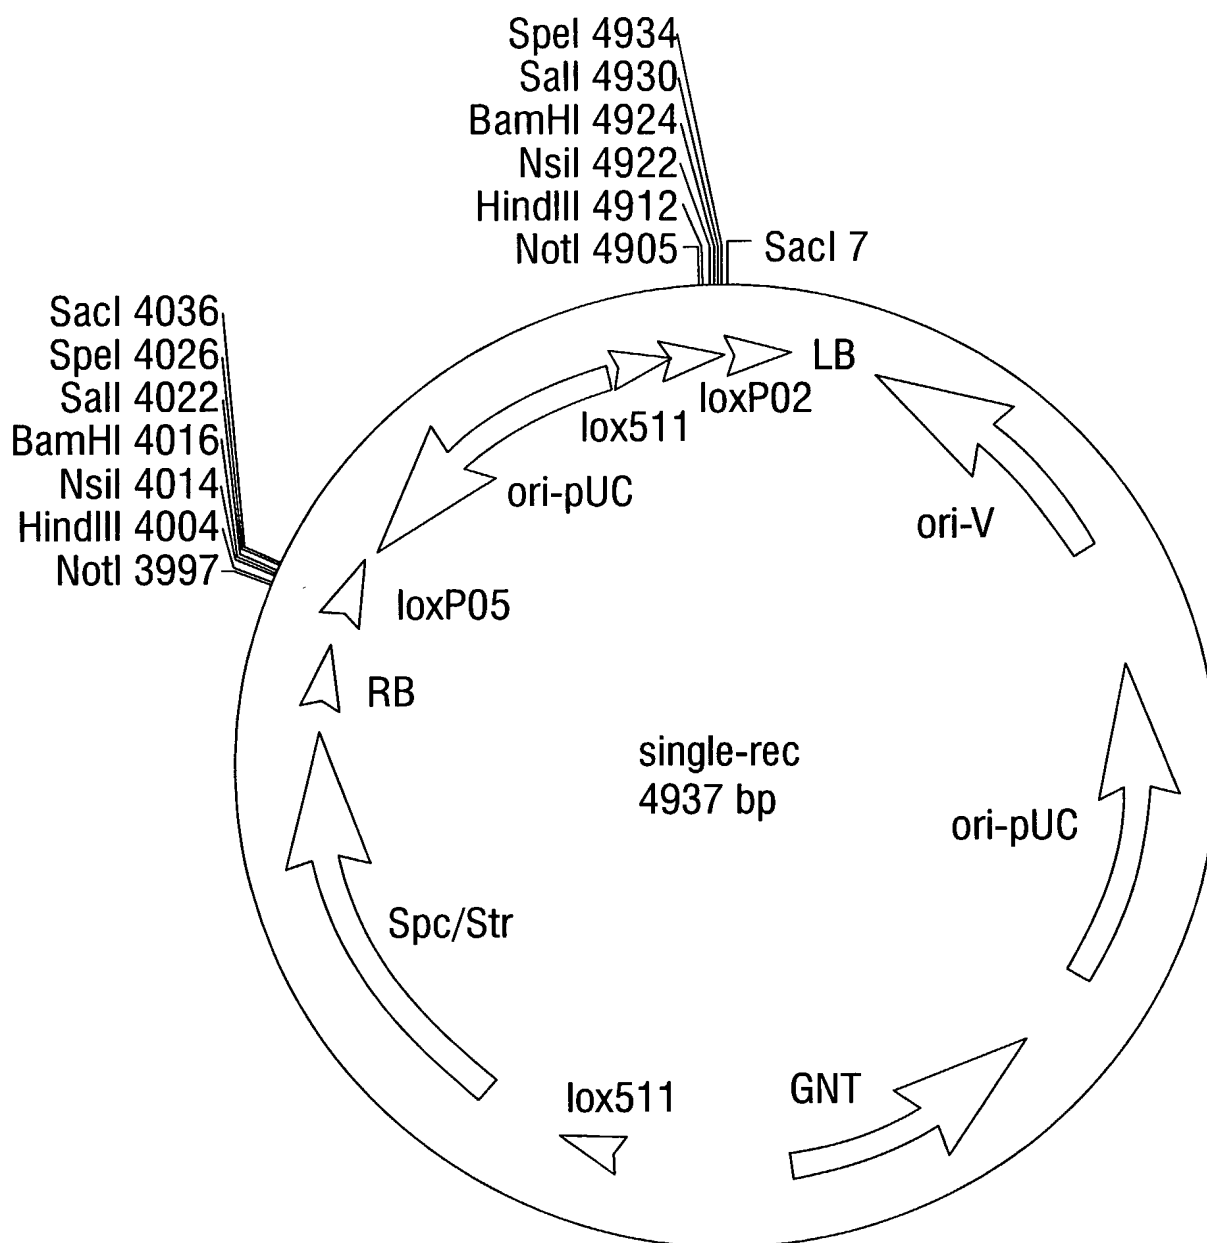 SpeI 4934
SalI 4930
BamHI 4924
NsiI 4922
HindIII 4912
NotI 4905
SacI 7
SacI 4036
SpeI 4026
SalI 4022
BamHI 4016
NsiI 4014
HindIII 4004
NotI 3997
LB
loxP02
lox511
ori-pUC
ori-V
loxP05
RB
single-rec
4937 bp
ori-pUC
Spc/Str
lox511
GNT